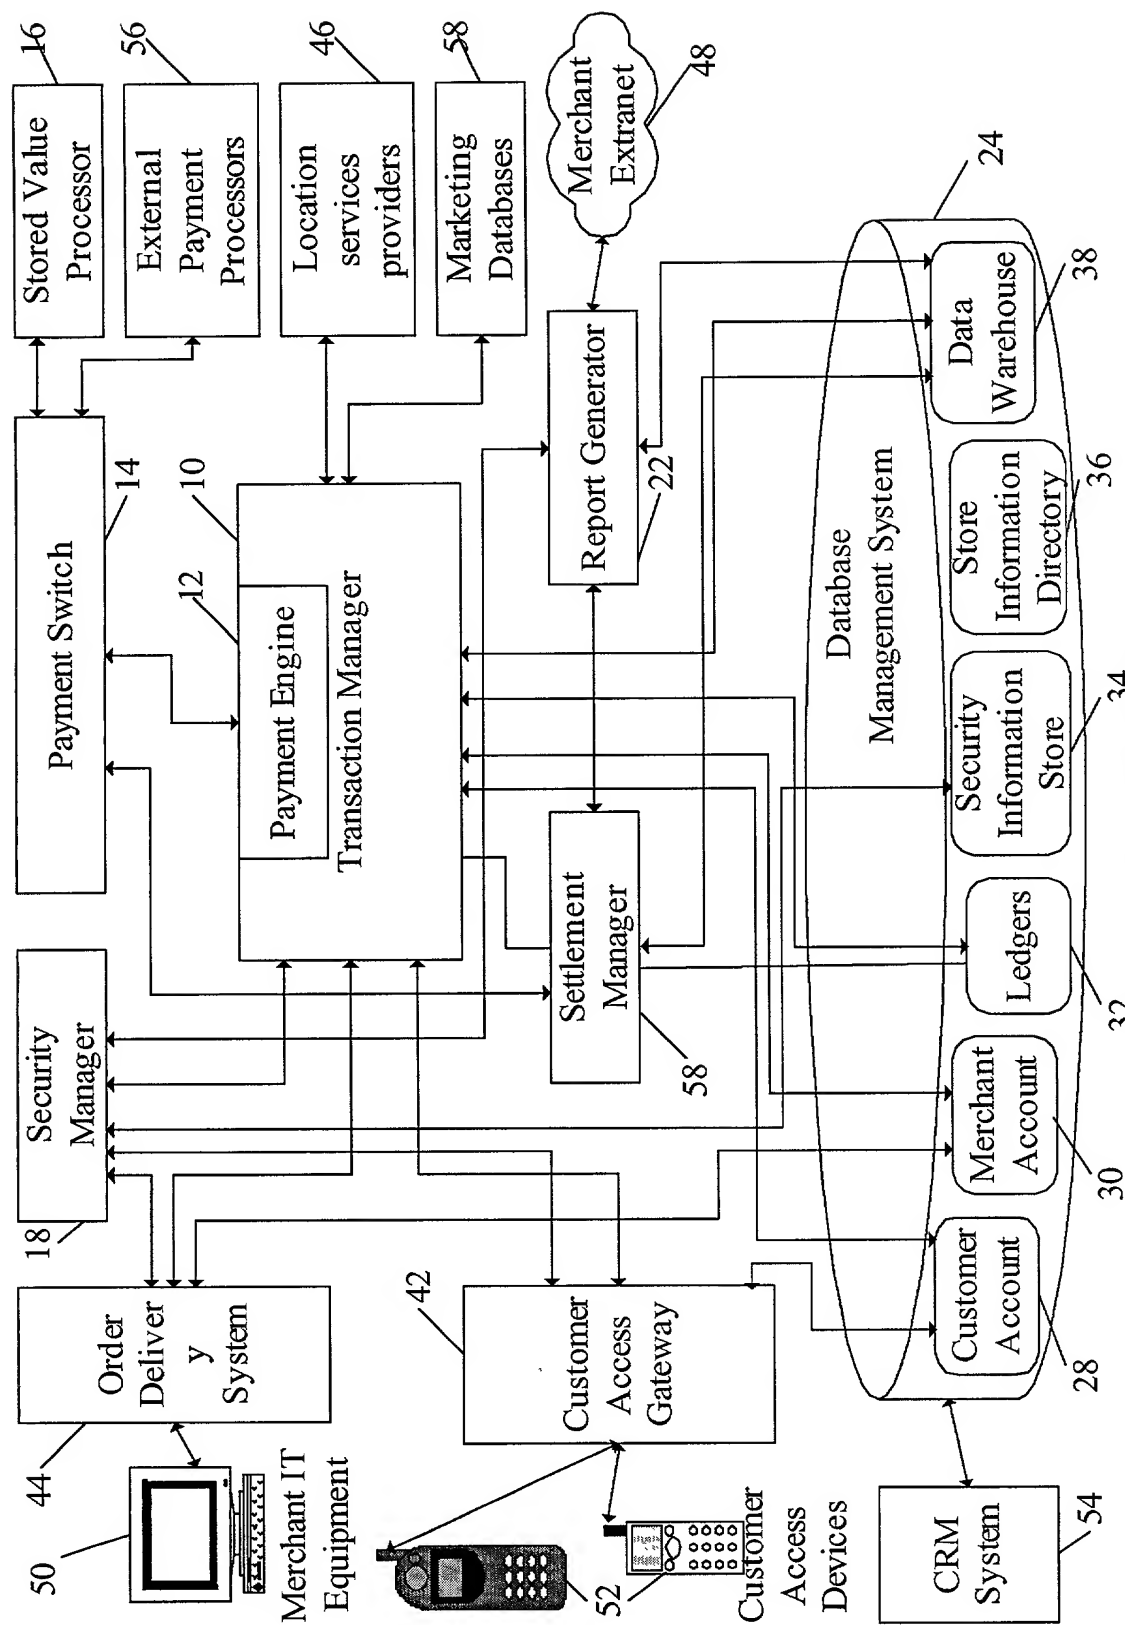 50
44
Order
Deliver
y
System
18
Security
Manager
Payment Switch
14
Stored Value
Processor
16
External
Payment
Processors
56
Merchant IT
Equipment
12
10
Payment Engine
Transaction Manager
Location
services
providers
46
Marketing
Databases
58
52
Customer
Access
Devices
42
Customer
Access
Gateway
Settlement
Manager
58
Report Generator
22
Merchant
Extranet
48
Database
Management System
24
CRM
System
54
Customer
Account
28
Merchant
Account
30
Ledgers
32
Security
Information
Store
34
Store
Information
Directory
36
Data
Warehouse
38